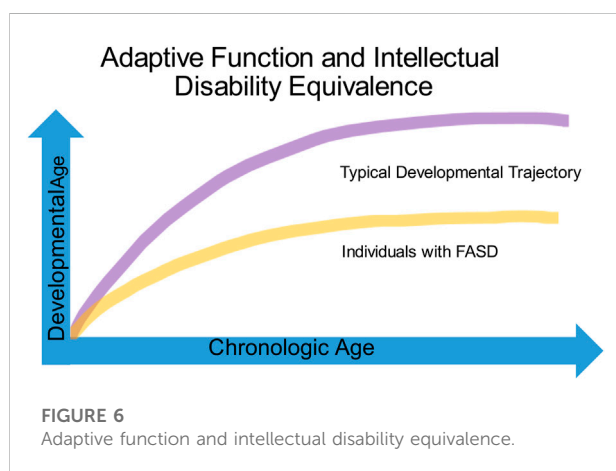 Adaptive Function and Intellectual
Disability Equivalence
Typical Developmental Trajectory
Individuals with FASD
DevelopmentalAge
Chronologic Age
FIGURE 6
Adaptive function and intellectual disability equivalence.